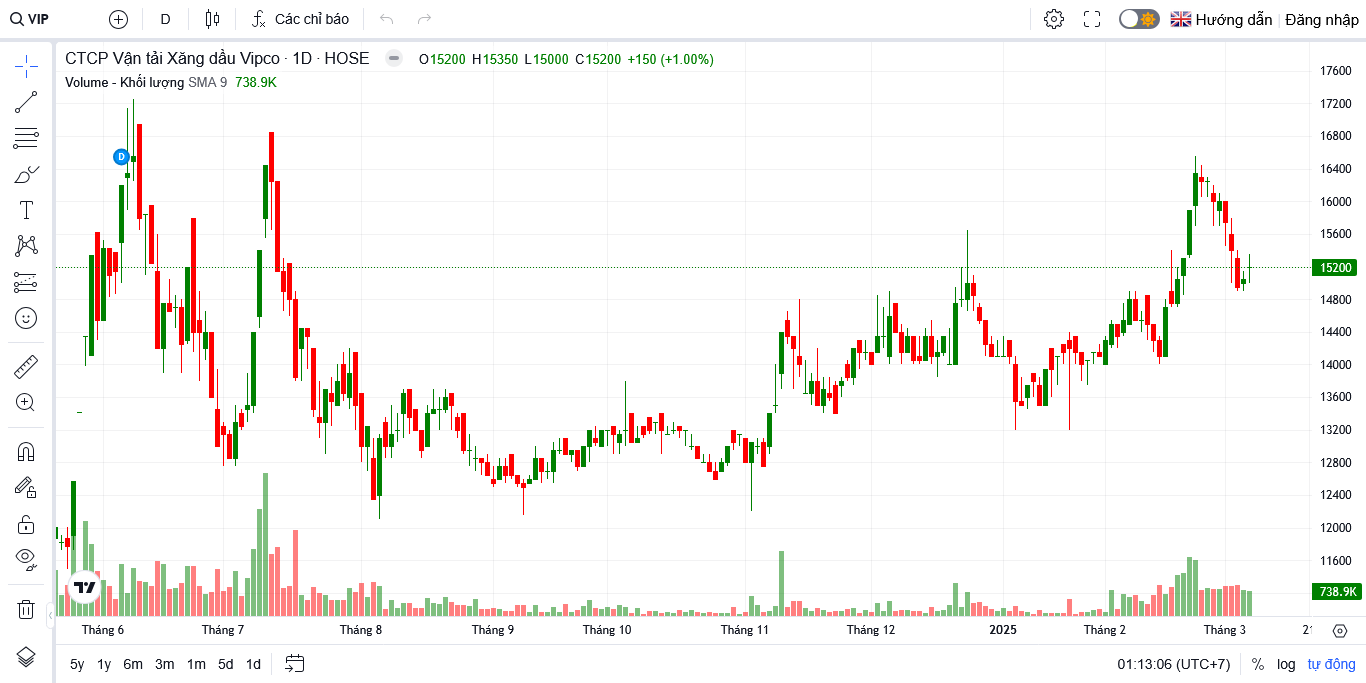 VIP D Các chỉ báo Hướng dẫn Đăng nhập
CTCP Vận tải Xăng dầu Vipco · 1D · HOSE O15200 H15350 L15000 C15200 +150 (+1.00%)
Volume - Khối lượng SMA 9 738.9K
17600
17200
16800
D
16400
16000
15600
15200
14800
14400
14000
13600
13200
12800
12400
12000
11600
738.9K
Tháng 6 Tháng 7 Tháng 8 Tháng 9 Tháng 10 Tháng 11 Tháng 12 2025 Tháng 2 Tháng 3
5y 1y 6m 3m 1m 5d 1d 01:13:06 (UTC+7) % log tự động